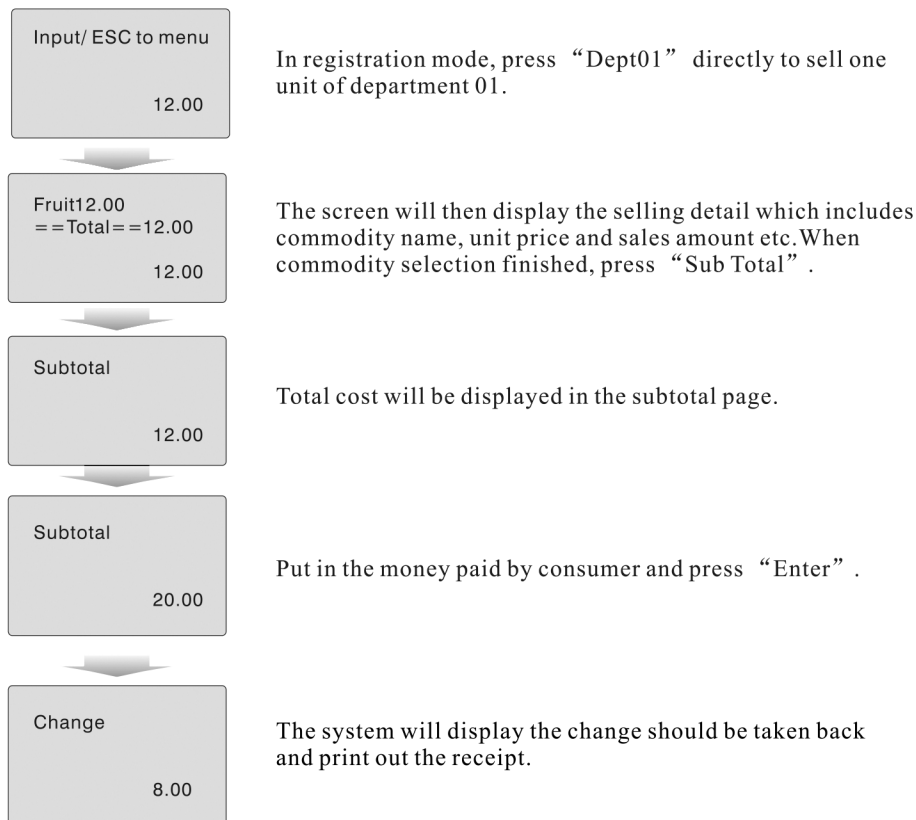 Input/ ESC to menu
12.00
In registration mode, press “Dept01” directly to sell one
unit of department 01.
Fruit12.00
==Total==12.00
12.00
The screen will then display the selling detail which includes
commodity name, unit price and sales amount etc.When
commodity selection finished, press “Sub Total”.
Subtotal
12.00
Total cost will be displayed in the subtotal page.
Subtotal
20.00
Put in the money paid by consumer and press “Enter”.
Change
8.00
The system will display the change should be taken back
and print out the receipt.